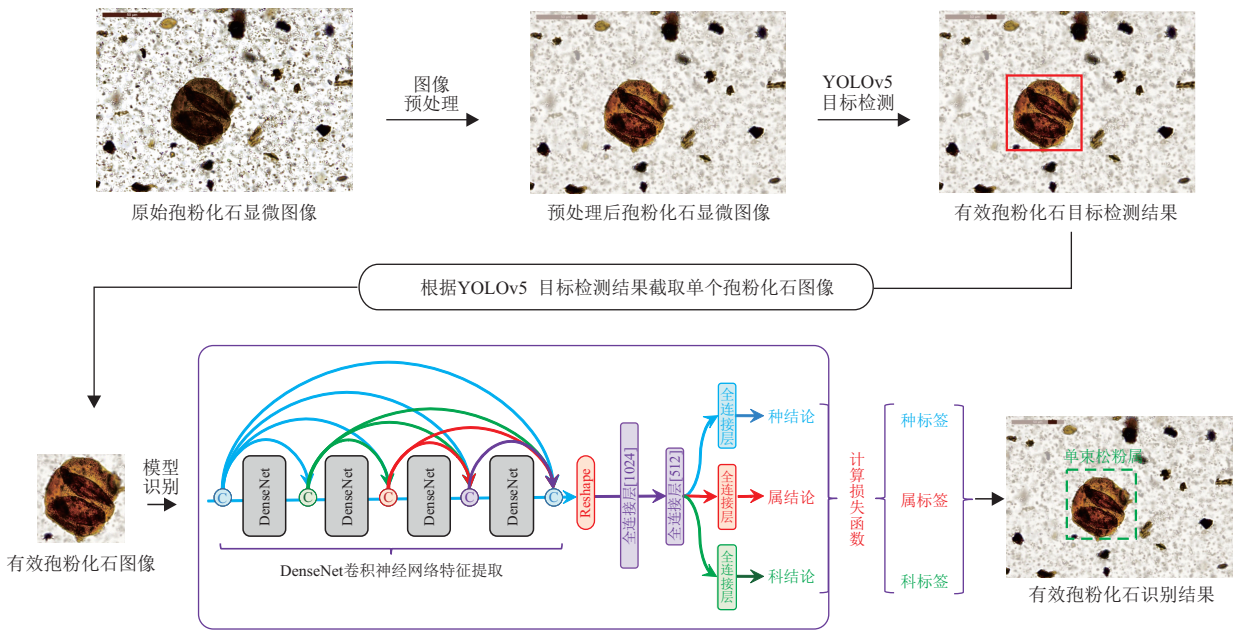 图像
预处理
YOLOv5
目标检测
原始孢粉化石显微图像
预处理后孢粉化石显微图像
有效孢粉化石目标检测结果
根据YOLOv5 目标检测结果截取单个孢粉化石图像
模型
识别
有效孢粉化石图像
C
DenseNet
C
DenseNet
C
DenseNet
C
DenseNet
C
Reshape
全连接层[1024]
全连接层[512]
全连接层
全连接层
全连接层
种结论
属结论
科结论
计算损失函数
种标签
属标签
科标签
单束松粉属
DenseNet卷积神经网络特征提取
有效孢粉化石识别结果